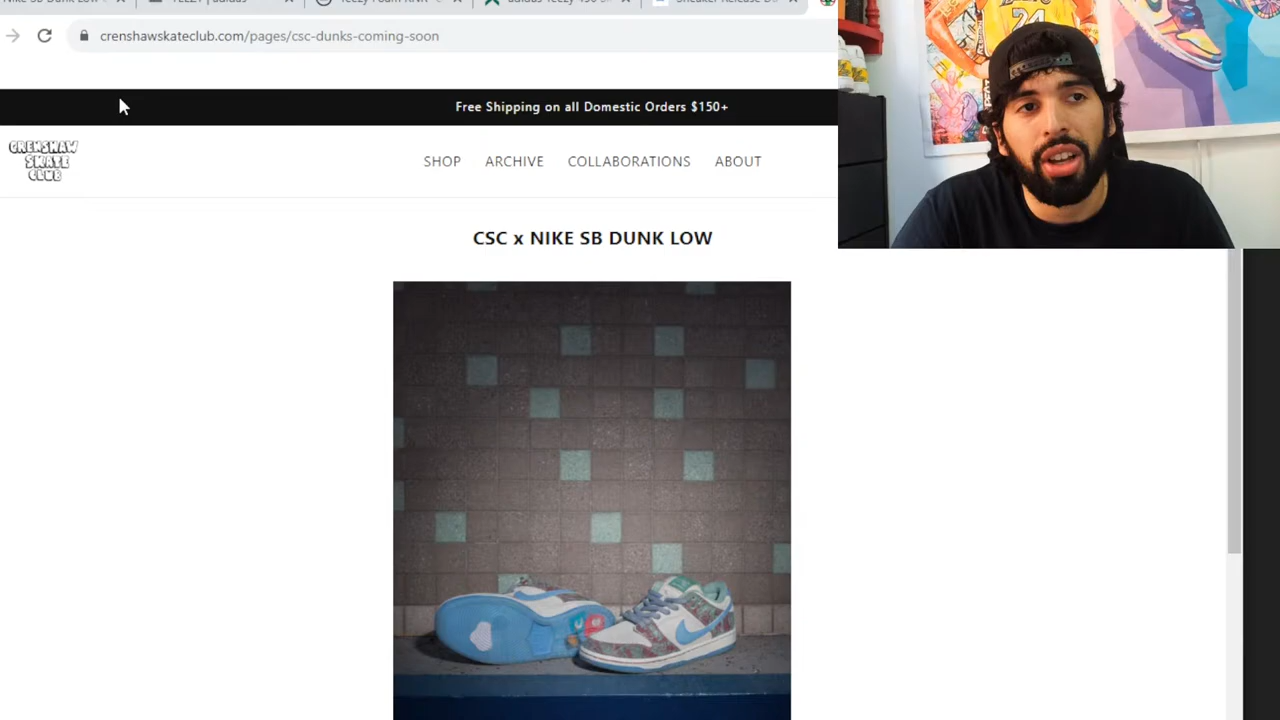 crenshawskateclub.com/pages/csc-dunks-coming-soon
Free Shipping on all Domestic Orders $150+
CRENSHAW
SKATE
CLUB
SHOP ARCHIVE COLLABORATIONS ABOUT
24
CSC x NIKE SB DUNK LOW